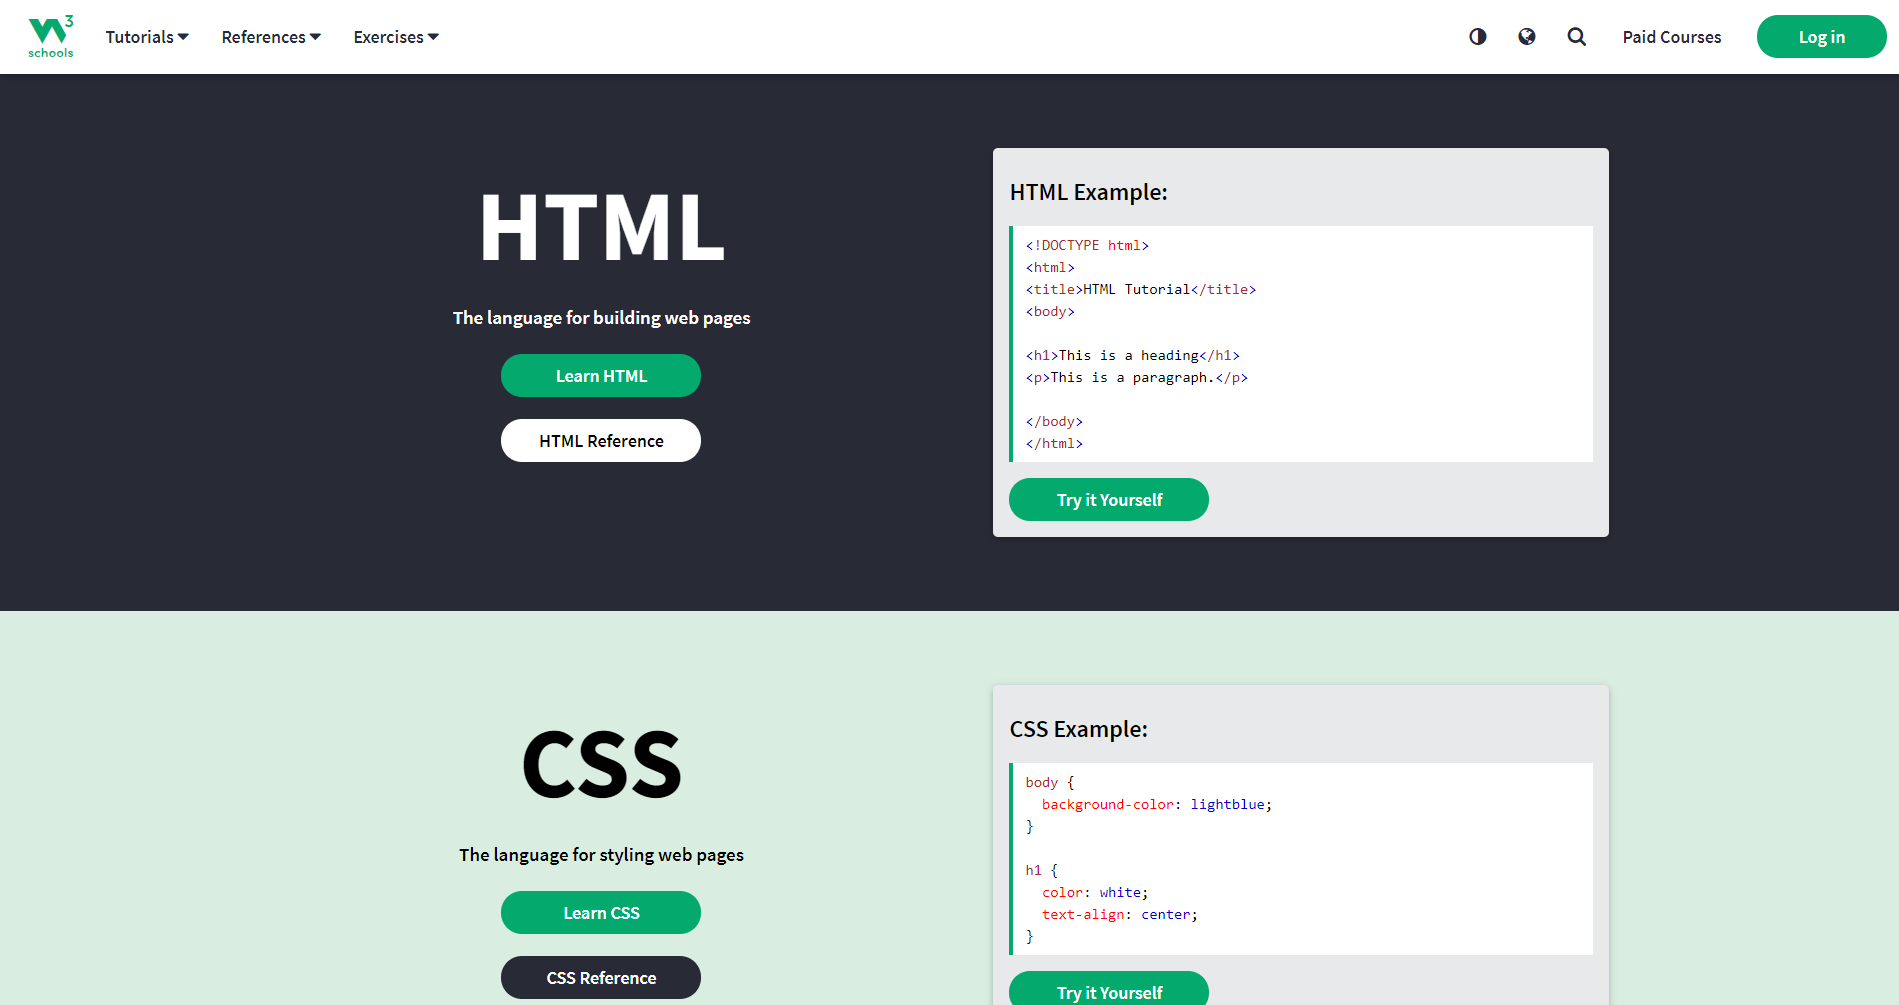 W3 schools
Tutorials References Exercises Paid Courses Log in
HTML
The language for building web pages
Learn HTML
HTML Reference
HTML Example:
<!DOCTYPE html>
<html>
<title>HTML Tutorial</title>
<body>
<h1>This is a heading</h1>
<p>This is a paragraph.</p>
</body>
</html>
Try it Yourself
CSS
The language for styling web pages
Learn CSS
CSS Reference
CSS Example:
body {
  background-color: lightblue;
}
h1 {
  color: white;
  text-align: center;
}
Try it Yourself